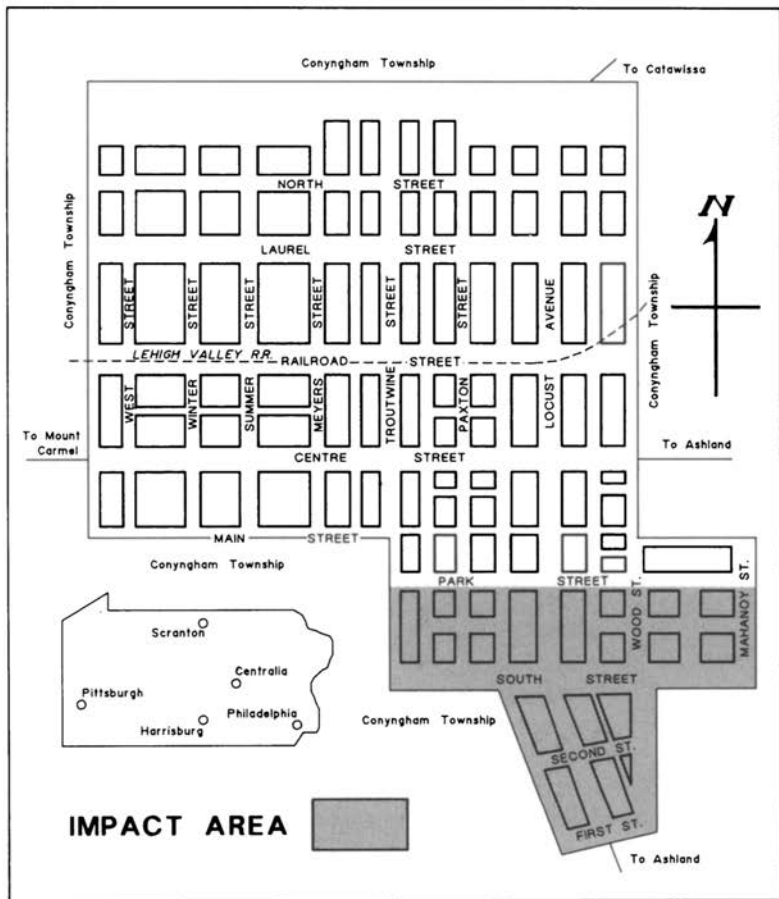 Conyngham Township
To Catawissa
NORTH STREET
N
LAUREL STREET
Conyngham Township
STREET STREET STREET STREET STREET STREET AVENUE
Conyngham Township
LEHIGH VALLEY R.R.
RAILROAD STREET
WEST WINTER SUMMER MEYERS TROUTWINE PAXTON LOCUST
To Mount Carmel
To Ashland
CENTRE STREET
MAIN STREET
Conyngham Township
PARK STREET
WOOD ST.
MAHANOY ST.
Scranton
Centralia
Pittsburgh
Harrisburg
Philadelphia
SOUTH STREET
Conyngham Township
SECOND ST.
FIRST ST.
IMPACT AREA
To Ashland